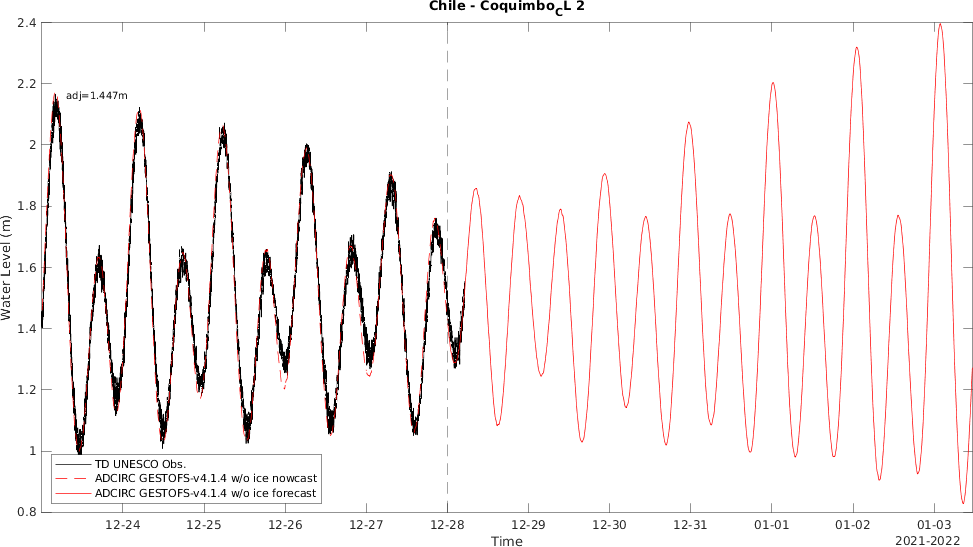 Chile - Coquimbo_CL 2
adj=1.447m
Water Level (m)
2.4
2.2
2
1.8
1.6
1.4
1.2
1
0.8
TD UNESCO Obs.
ADCIRC GESTOFS-v4.1.4 w/o ice nowcast
ADCIRC GESTOFS-v4.1.4 w/o ice forecast
12-24 12-25 12-26 12-27 12-28 12-29 12-30 12-31 01-01 01-02 01-03
Time
2021-2022